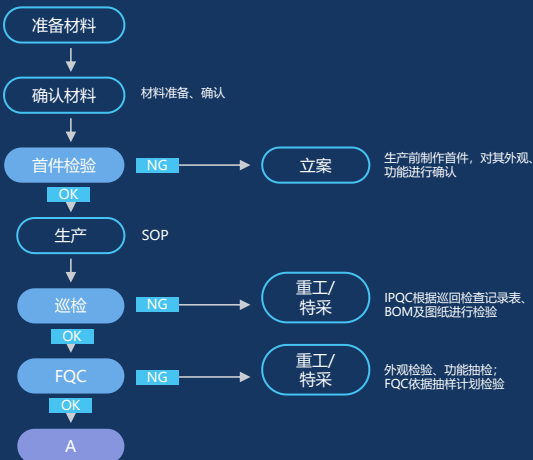 准备材料
确认材料
材料准备、确认
首件检验
NG
立案
生产前制作首件，对其外观、
功能进行确认
OK
生产
SOP
巡检
NG
重工/
特采
IPQC根据巡回检查记录表、
BOM及图纸进行检验
OK
FQC
NG
重工/
特采
外观检验、功能抽检；
FQC依据抽样计划检验
OK
A